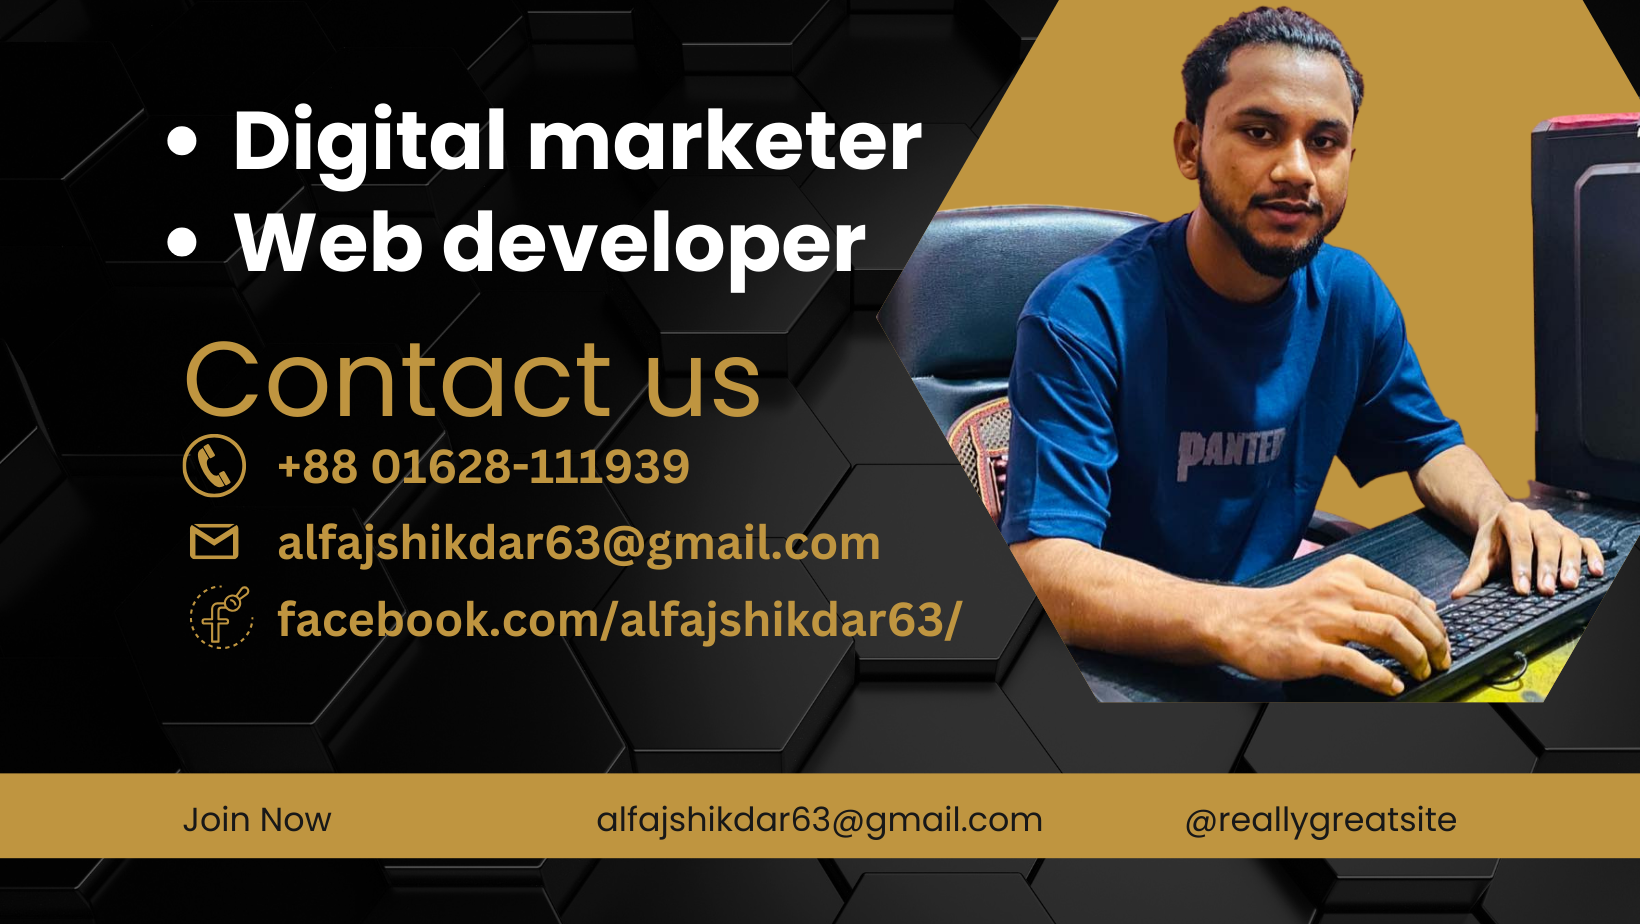 • Digital marketer
• Web developer
Contact us
+88 01628-111939
alfajshikdar63@gmail.com
facebook.com/alfajshikdar63/
PANTER
Join Now
alfajshikdar63@gmail.com
@reallygreatsite